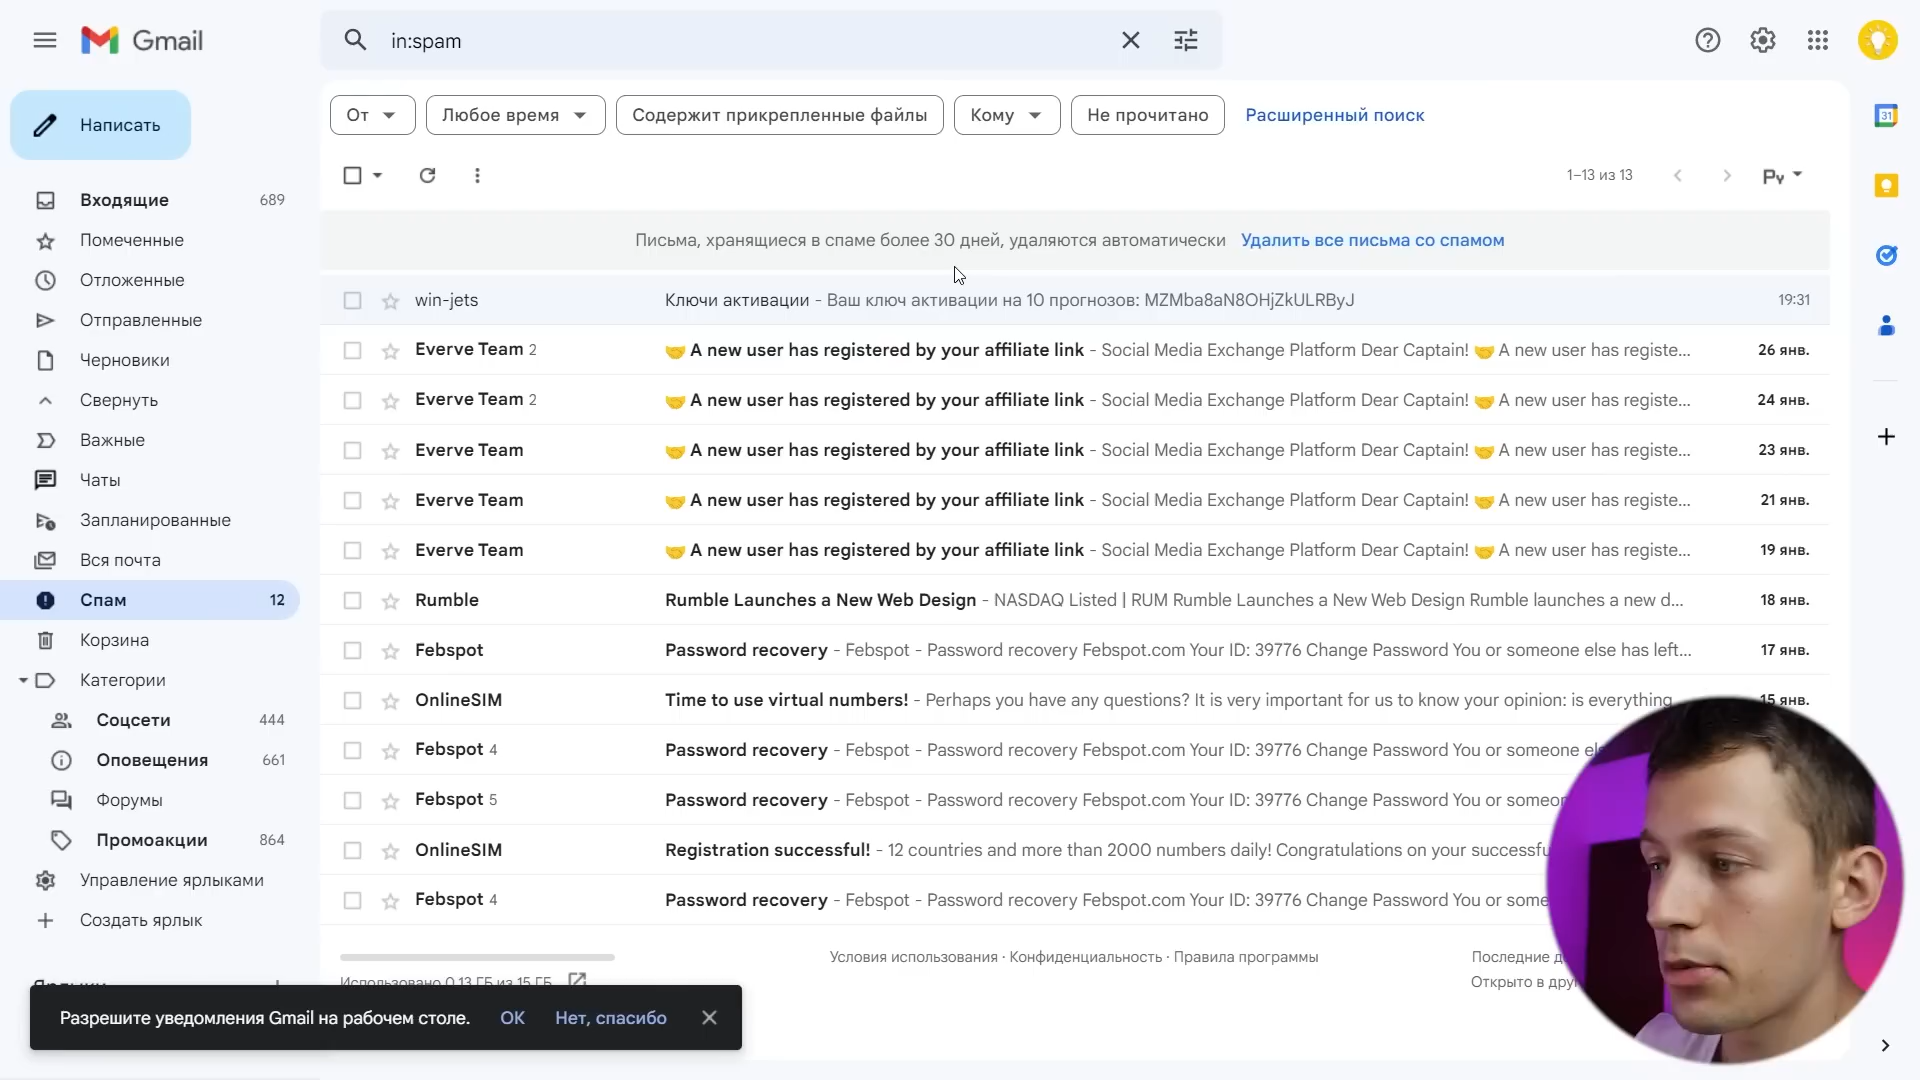 Gmail
in:spam
Написать
От
Любое время
Содержит прикрепленные файлы
Кому
Не прочитано
Расширенный поиск
31
1–13 из 13
Ру
Входящие 689
Помеченные
Отложенные
Отправленные
Черновики
Свернуть
Важные
Чаты
Запланированные
Вся почта
Спам 12
Корзина
Категории
Соцсети 444
Оповещения 661
Форумы
Промоакции 864
Управление ярлыками
Создать ярлык
Письма, хранящиеся в спаме более 30 дней, удаляются автоматически Удалить все письма со спамом
win-jets Ключи активации - Ваш ключ активации на 10 прогнозов: MZMba8aN8OHjZkULRByJ 19:31
Everve Team 2 🤝 A new user has registered by your affiliate link - Social Media Exchange Platform Dear Captain! 🤝 A new user has registe... 26 янв.
Everve Team 2 🤝 A new user has registered by your affiliate link - Social Media Exchange Platform Dear Captain! 🤝 A new user has registe... 24 янв.
Everve Team 🤝 A new user has registered by your affiliate link - Social Media Exchange Platform Dear Captain! 🤝 A new user has registe... 23 янв.
Everve Team 🤝 A new user has registered by your affiliate link - Social Media Exchange Platform Dear Captain! 🤝 A new user has registe... 21 янв.
Everve Team 🤝 A new user has registered by your affiliate link - Social Media Exchange Platform Dear Captain! 🤝 A new user has registe... 19 янв.
Rumble Rumble Launches a New Web Design - NASDAQ Listed | RUM Rumble Launches a New Web Design Rumble launches a new d... 18 янв.
Febspot Password recovery - Febspot - Password recovery Febspot.com Your ID: 39776 Change Password You or someone else has left... 17 янв.
OnlineSIM Time to use virtual numbers! - Perhaps you have any questions? It is very important for us to know your opinion: is everything 15 янв.
Febspot 4 Password recovery - Febspot - Password recovery Febspot.com Your ID: 39776 Change Password You or someone
Febspot 5 Password recovery - Febspot - Password recovery Febspot.com Your ID: 39776 Change Password You or
OnlineSIM Registration successful! - 12 countries and more than 2000 numbers daily! Congratulations on your
Febspot 4 Password recovery - Febspot - Password recovery Febspot.com Your ID: 39776 Change Password You or
Использовано 0,13 ГБ из 15 ГБ
Условия использования · Конфиденциальность · Правила программы
Последние
Открыто в
Разрешите уведомления Gmail на рабочем столе. ОК Нет, спасибо